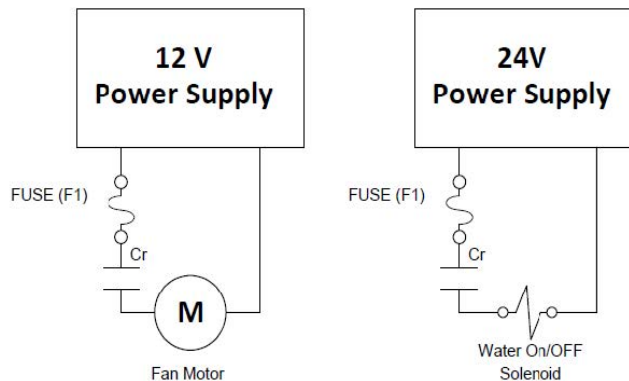 12 V
Power Supply
FUSE (F1)
Cr
M
Fan Motor
24V
Power Supply
FUSE (F1)
Cr
Water On/OFF
Solenoid